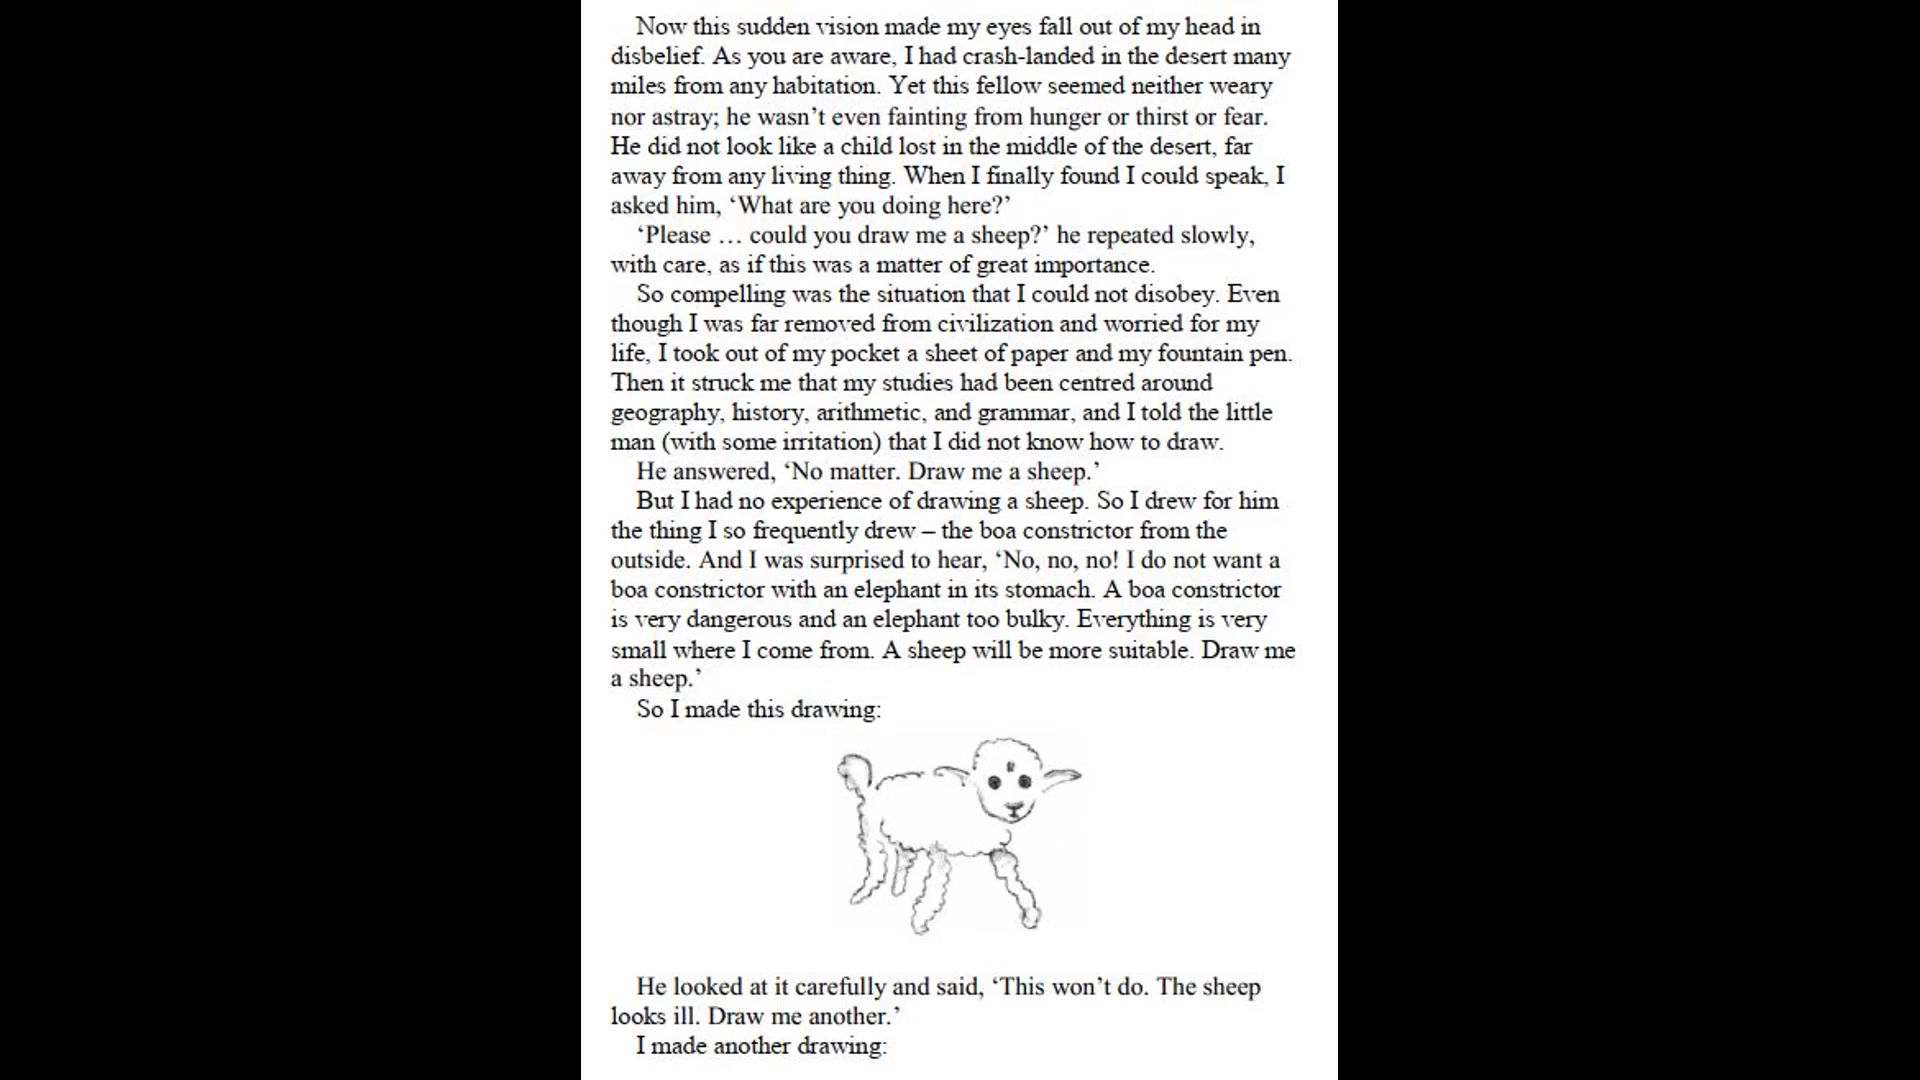 Now this sudden vision made my eyes fall out of my head in
disbelief. As you are aware, I had crash-landed in the desert many
miles from any habitation. Yet this fellow seemed neither weary
nor astray; he wasn’t even fainting from hunger or thirst or fear.
He did not look like a child lost in the middle of the desert, far
away from any living thing. When I finally found I could speak, I
asked him, ‘What are you doing here?’
‘Please … could you draw me a sheep?’ he repeated slowly,
with care, as if this was a matter of great importance.
So compelling was the situation that I could not disobey. Even
though I was far removed from civilization and worried for my
life, I took out of my pocket a sheet of paper and my fountain pen.
Then it struck me that my studies had been centred around
geography, history, arithmetic, and grammar, and I told the little
man (with some irritation) that I did not know how to draw.
He answered, ‘No matter. Draw me a sheep.’
But I had no experience of drawing a sheep. So I drew for him
the thing I so frequently drew – the boa constrictor from the
outside. And I was surprised to hear, ‘No, no, no! I do not want a
boa constrictor with an elephant in its stomach. A boa constrictor
is very dangerous and an elephant too bulky. Everything is very
small where I come from. A sheep will be more suitable. Draw me
a sheep.’
So I made this drawing:
He looked at it carefully and said, ‘This won’t do. The sheep
looks ill. Draw me another.’
I made another drawing: